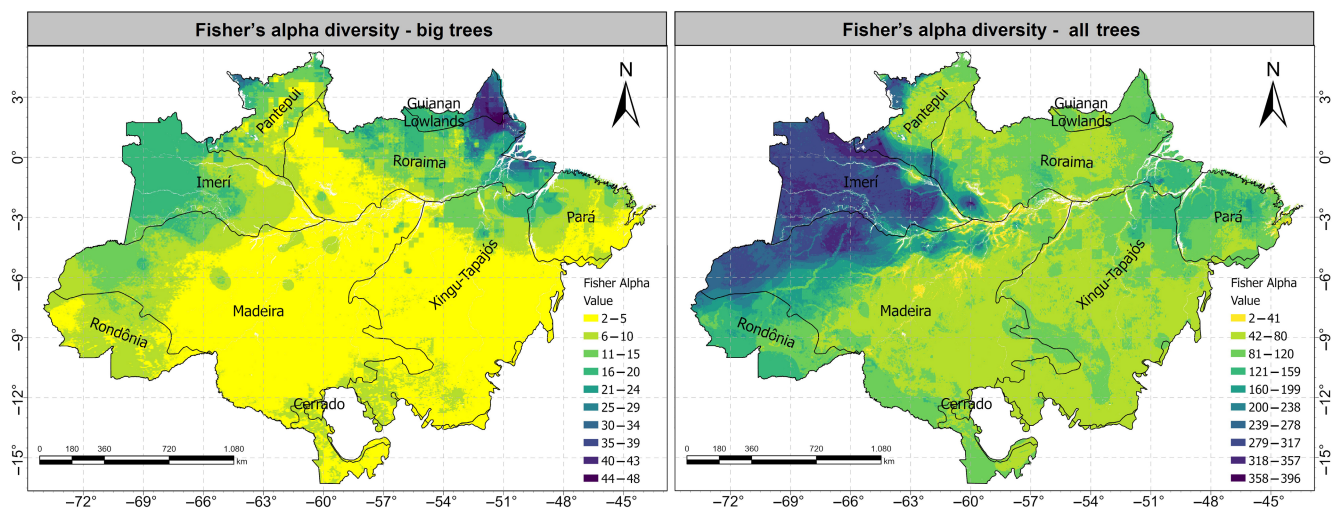 Fisher's alpha diversity - big trees
N
3°
0°
−3°
−6°
−9°
−12°
−15°
Pantepui
Guianan
Lowlands
Roraima
Imerí
Pará
Xingu-Tapajós
Madeira
Rondônia
Cerrado
Fisher Alpha
Value
2−5
6−10
11−15
16−20
21−24
25−29
30−34
35−39
40−43
44−48
0 180 360 720 1.080
km
−72 −69 −66 −63 −60 −57 −54 −51 −48 −45
Fisher's alpha diversity - all trees
N
3°
0°
−3°
−6°
−9°
−12°
−15°
Pantepui
Guianan
Lowlands
Roraima
Imerí
Pará
Xingu-Tapajós
Madeira
Rondônia
Cerrado
Fisher Alpha
Value
2−41
42−80
81−120
121−159
160−199
200−238
239−278
279−317
318−357
358−396
0 180 360 720 1.080
km
−72 −69 −66 −63 −60 −57 −54 −51 −48 −45